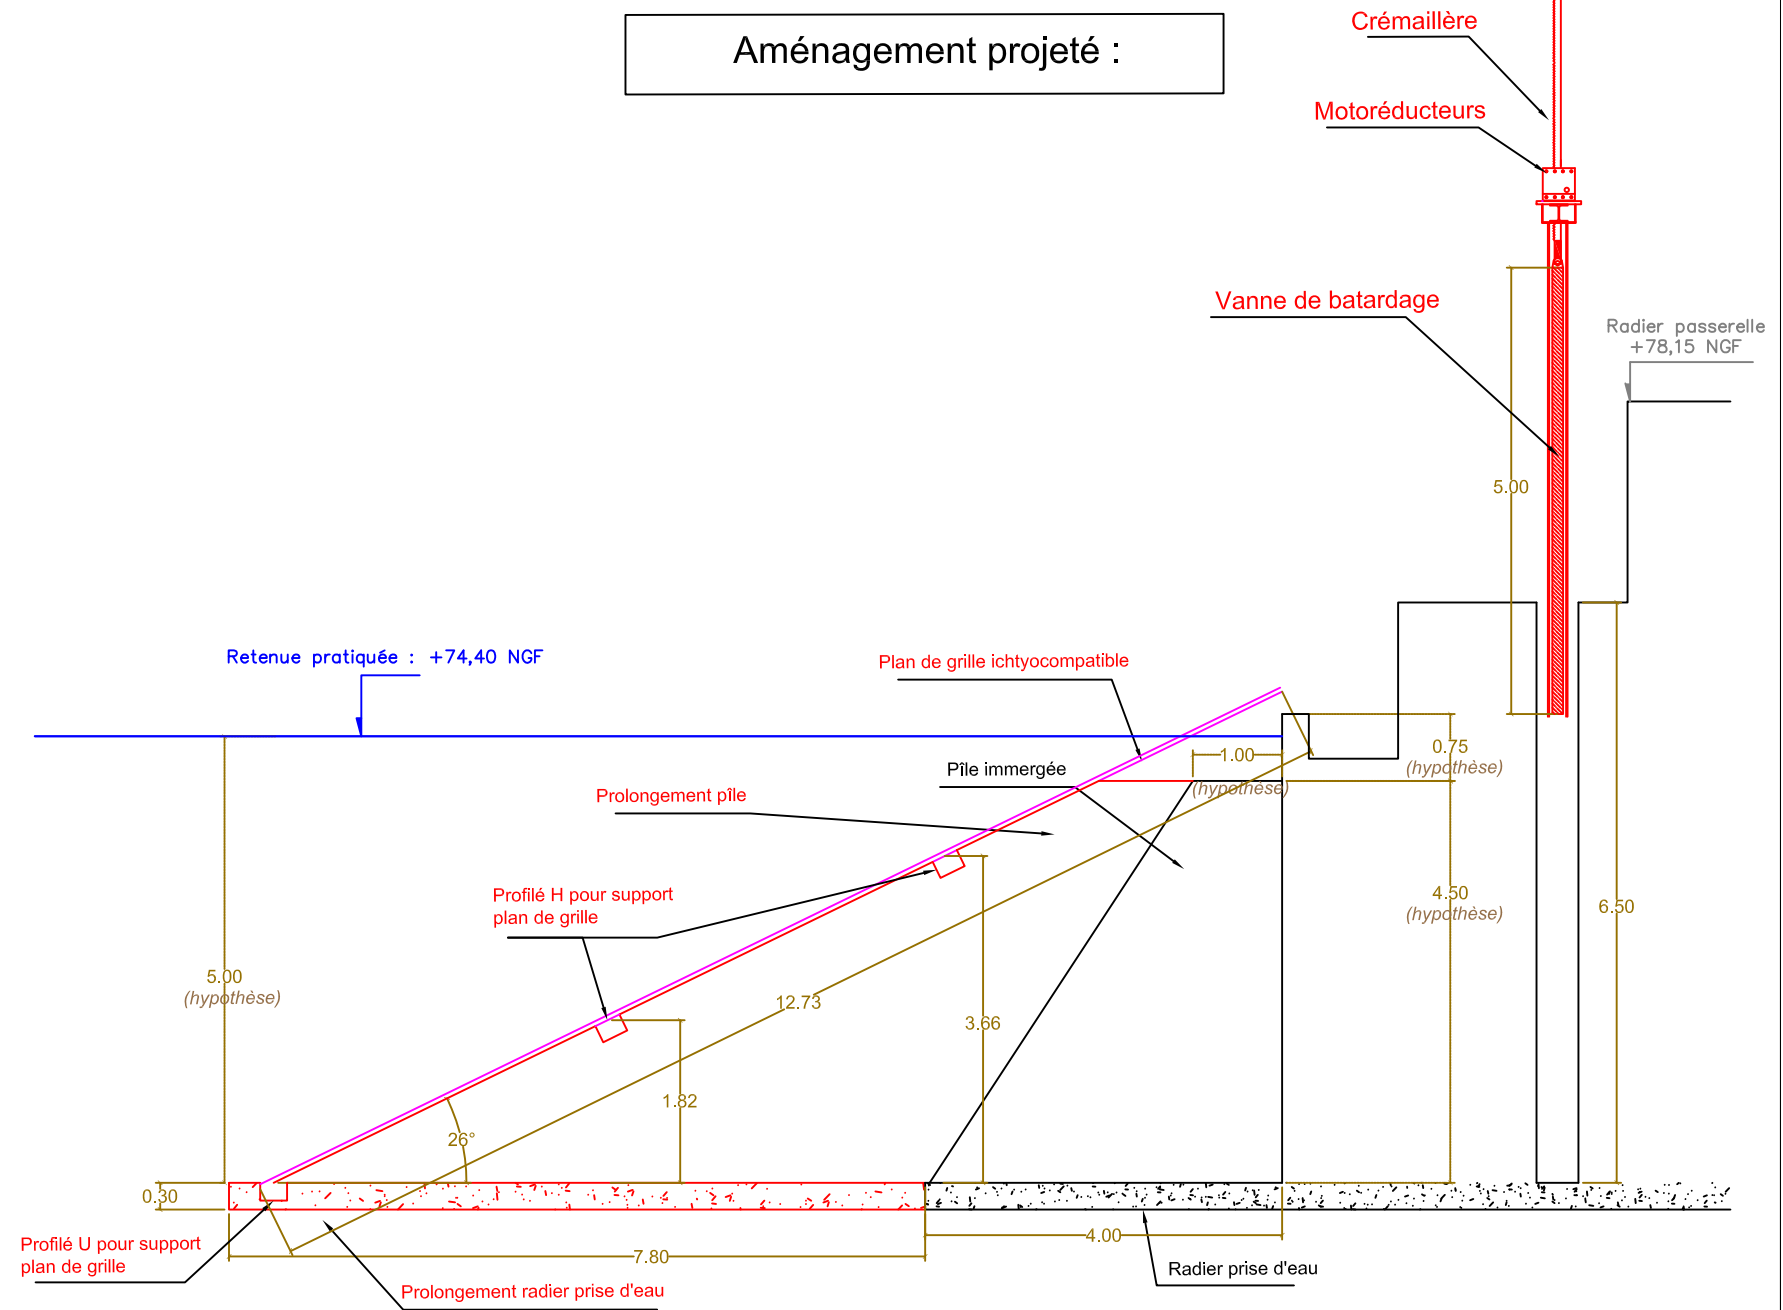 Aménagement projeté :
Crémaillère
Motoréducteurs
Vanne de batardage
Radier passerelle
+78,15 NGF
5.00
Retenue pratiquée : +74,40 NGF
Plan de grille ichtyocompatible
0.75
(hypothèse)
1.00
(hypothèse)
Pîle immergée
Prolongement pîle
Profilé H pour support
plan de grille
4.50
(hypothèse)
6.50
5.00
(hypothèse)
12.73
3.66
1.82
26°
0.30
4.00
7.80
Profilé U pour support
plan de grille
Radier prise d'eau
Prolongement radier prise d'eau